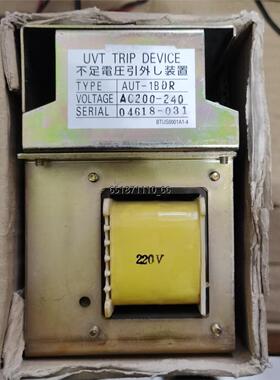 UVT TRIP DEVICE
不足電圧引外し装置
TYPE AUT-1BDR
VOLTAGE AC200-240
SERIAL 04618-031
BTUS0001A1-4
651871110_66
220V